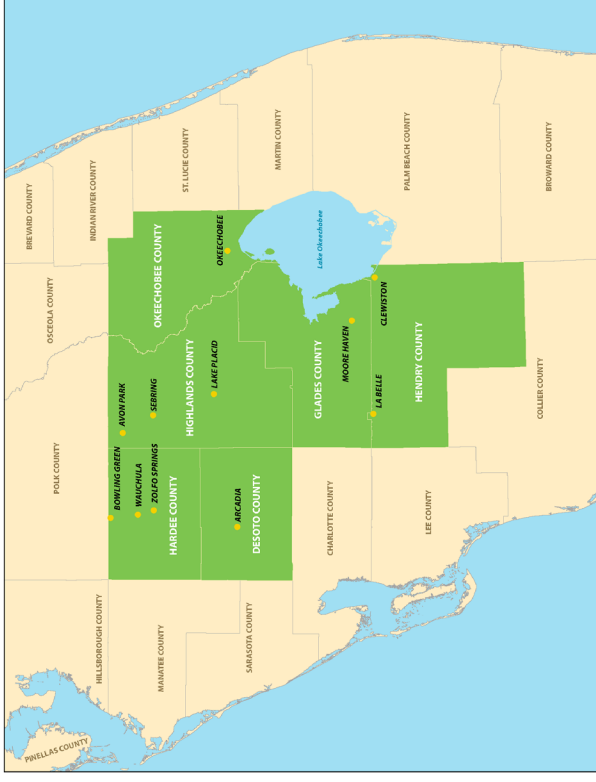 PINELLAS COUNTY
HILLSBOROUGH COUNTY
MANATEE COUNTY
SARASOTA COUNTY
POLK COUNTY
OSCEOLA COUNTY
BREVARD COUNTY
INDIAN RIVER COUNTY
ST. LUCIE COUNTY
MARTIN COUNTY
PALM BEACH COUNTY
BROWARD COUNTY
COLLIER COUNTY
LEE COUNTY
CHARLOTTE COUNTY
HARDEE COUNTY
BOWLING GREEN
WAUCHULA
ZOLFO SPRINGS
DESOTO COUNTY
ARCADIA
HIGHLANDS COUNTY
AVON PARK
SEBRING
LAKE PLACID
OKEECHOBEE COUNTY
OKEECHOBEE
Lake Okeechobee
GLADES COUNTY
MOORE HAVEN
HENDRY COUNTY
LA BELLE
CLEWISTON